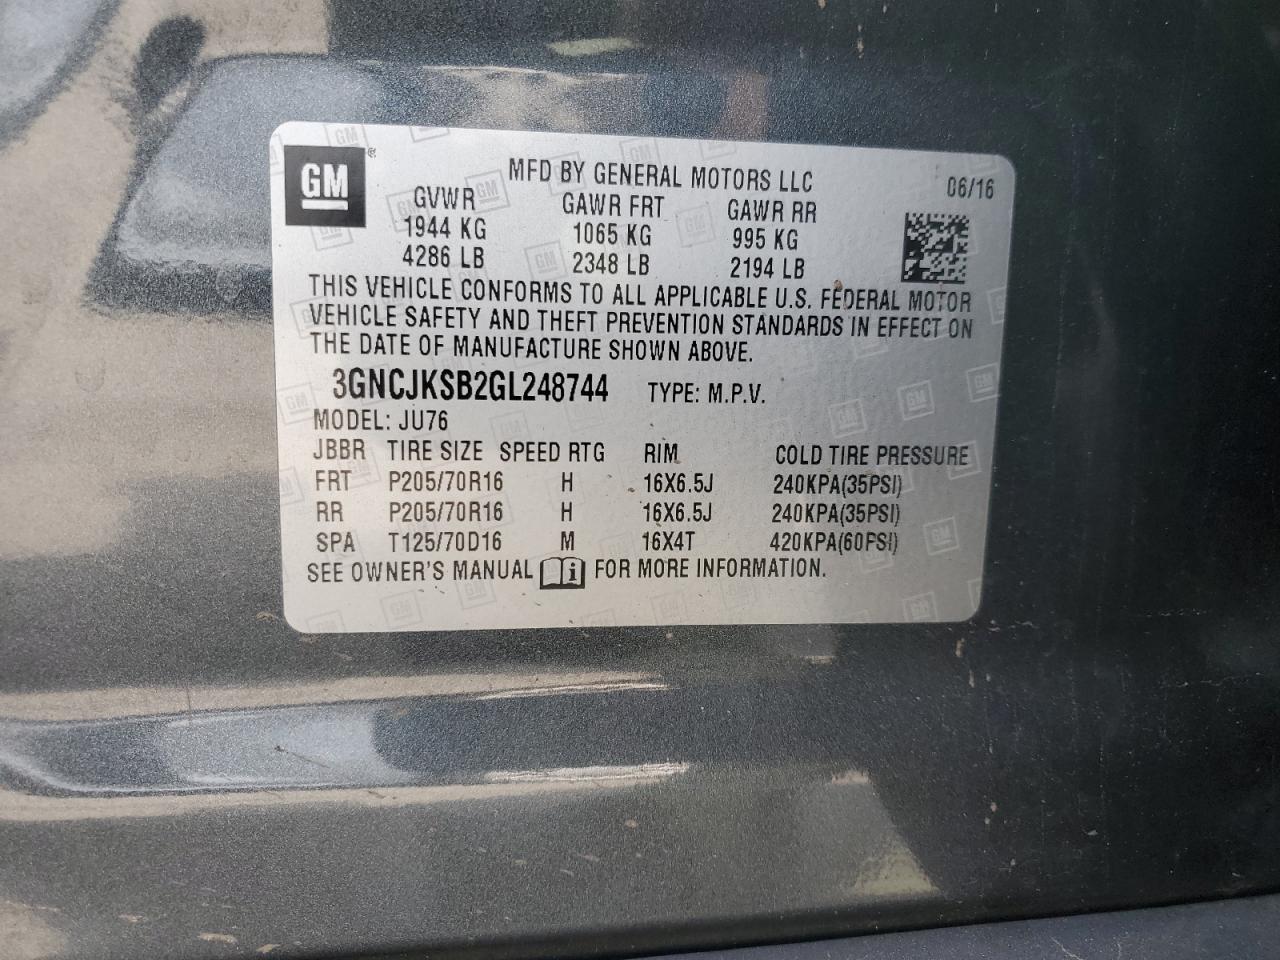 GM®
MFD BY GENERAL MOTORS LLC 06/16
GVWR GAWR FRT GAWR RR
1944 KG 1065 KG 995 KG
4286 LB 2348 LB 2194 LB
THIS VEHICLE CONFORMS TO ALL APPLICABLE U.S. FEDERAL MOTOR
VEHICLE SAFETY AND THEFT PREVENTION STANDARDS IN EFFECT ON
THE DATE OF MANUFACTURE SHOWN ABOVE.
3GNCJKSB2GL248744 TYPE: M.P.V.
MODEL: JU76
JBBR TIRE SIZE SPEED RTG RIM COLD TIRE PRESSURE
FRT P205/70R16 H 16X6.5J 240KPA(35PSI)
RR P205/70R16 H 16X6.5J 240KPA(35PSI)
SPA T125/70D16 M 16X4T 420KPA(60PSI)
SEE OWNER'S MANUAL i FOR MORE INFORMATION.